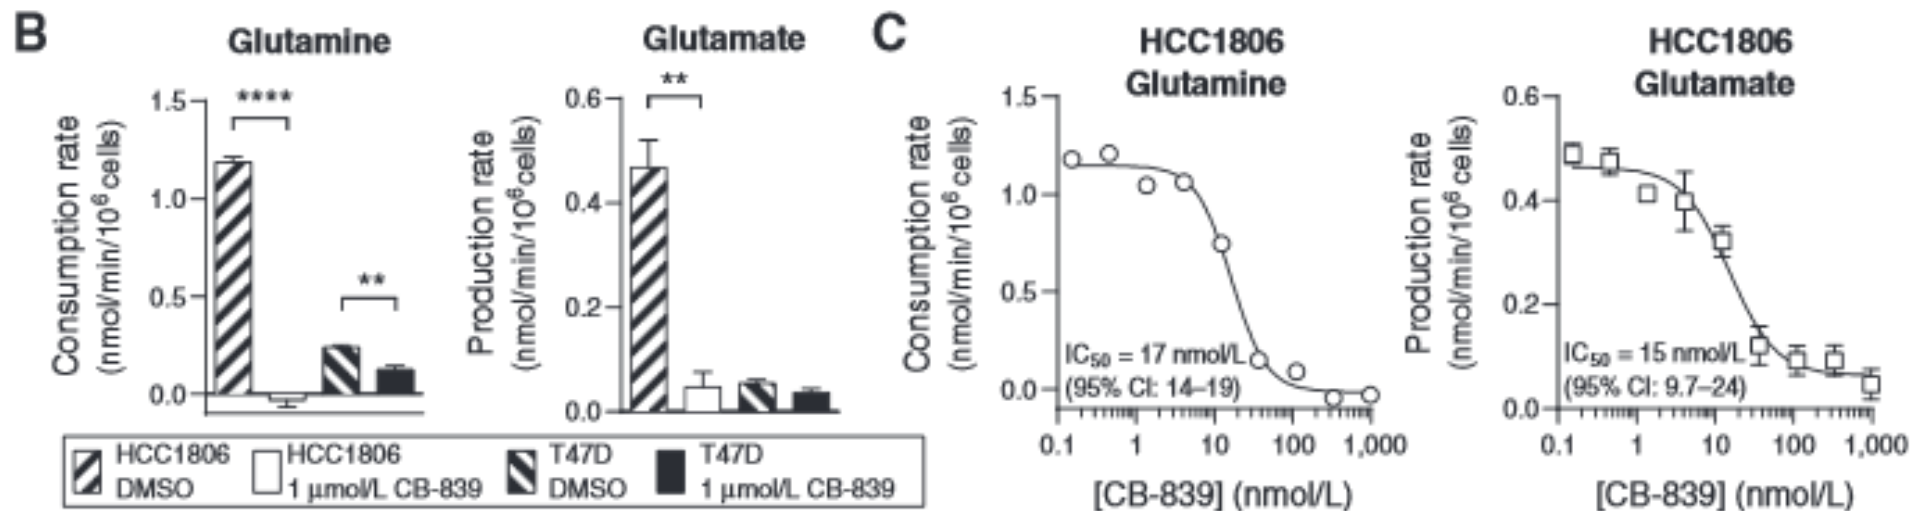 B
Glutamine
Consumption rate
(nmol/min/10⁶ cells)
1.5
1.0
0.5
0.0
****
**
Glutamate
Production rate
(nmol/min/10⁶ cells)
0.6
0.4
0.2
0.0
**
HCC1806
DMSO
HCC1806
1 μmol/L CB-839
T47D
DMSO
T47D
1 μmol/L CB-839
C
HCC1806
Glutamine
Consumption rate
(nmol/min/10⁶ cells)
1.5
1.0
0.5
0.0
IC₅₀ = 17 nmol/L
(95% CI: 14–19)
0.1 1 10 100 1,000
[CB-839] (nmol/L)
HCC1806
Glutamate
Production rate
(nmol/min/10⁶ cells)
0.6
0.4
0.2
0.0
IC₅₀ = 15 nmol/L
(95% CI: 9.7–24)
0.1 1 10 100 1,000
[CB-839] (nmol/L)